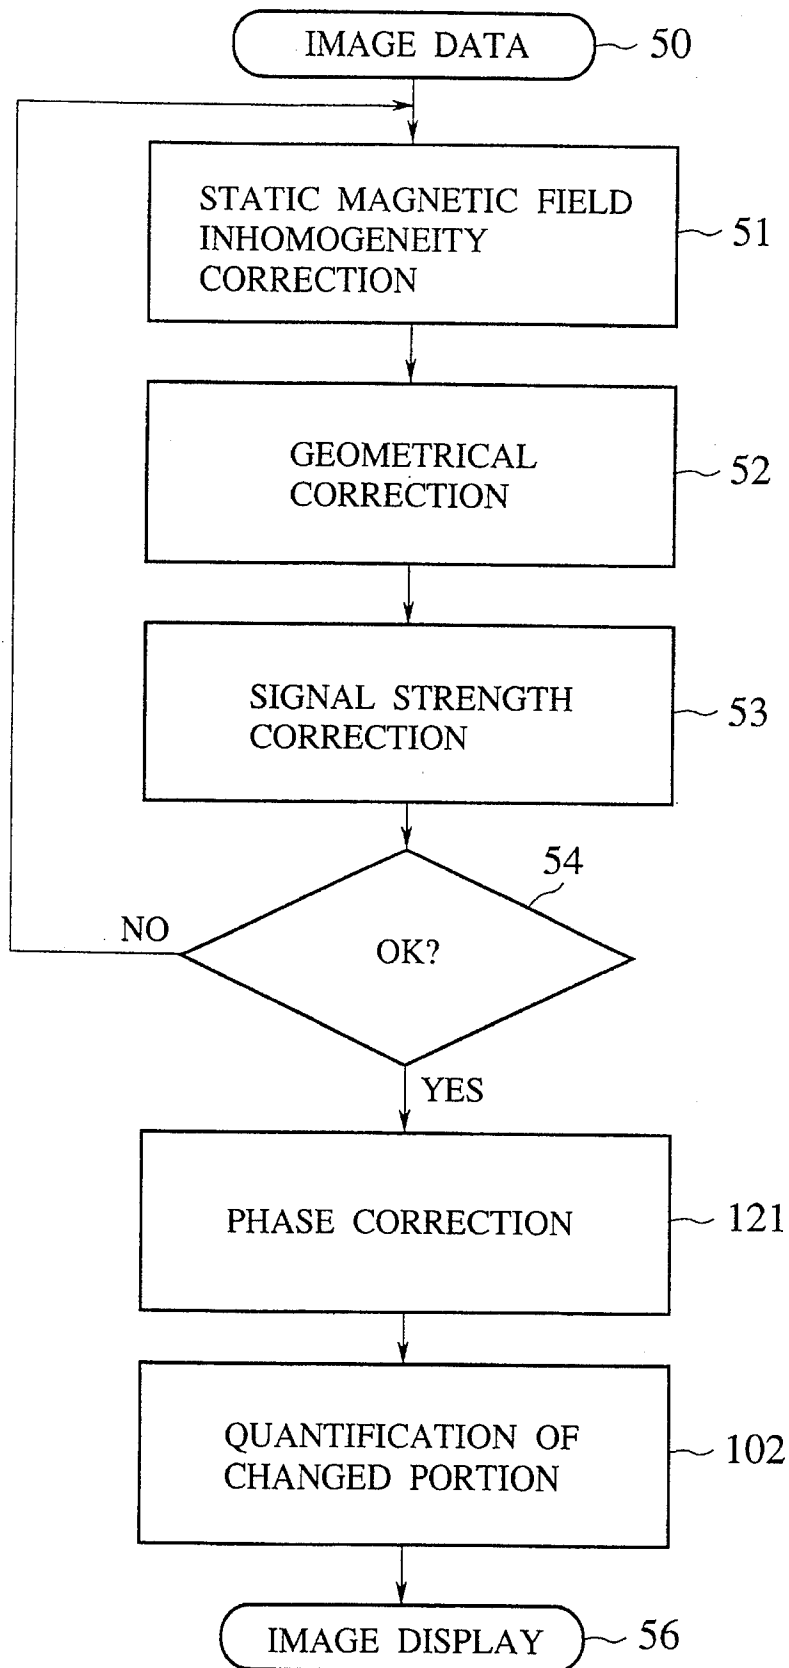 IMAGE DATA
50
STATIC MAGNETIC FIELD
INHOMOGENEITY
CORRECTION
51
GEOMETRICAL
CORRECTION
52
SIGNAL STRENGTH
CORRECTION
53
54
NO
OK?
YES
PHASE CORRECTION
121
QUANTIFICATION OF
CHANGED PORTION
102
IMAGE DISPLAY
56